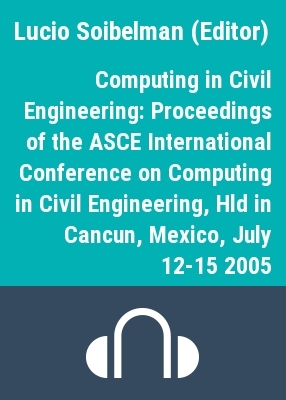 Lucio Soibelman (Editor)
Computing in Civil
Engineering: Proceedings
of the ASCE International
Conference on Computing
in Civil Engineering, Hld in
Cancun, Mexico, July
12-15 2005